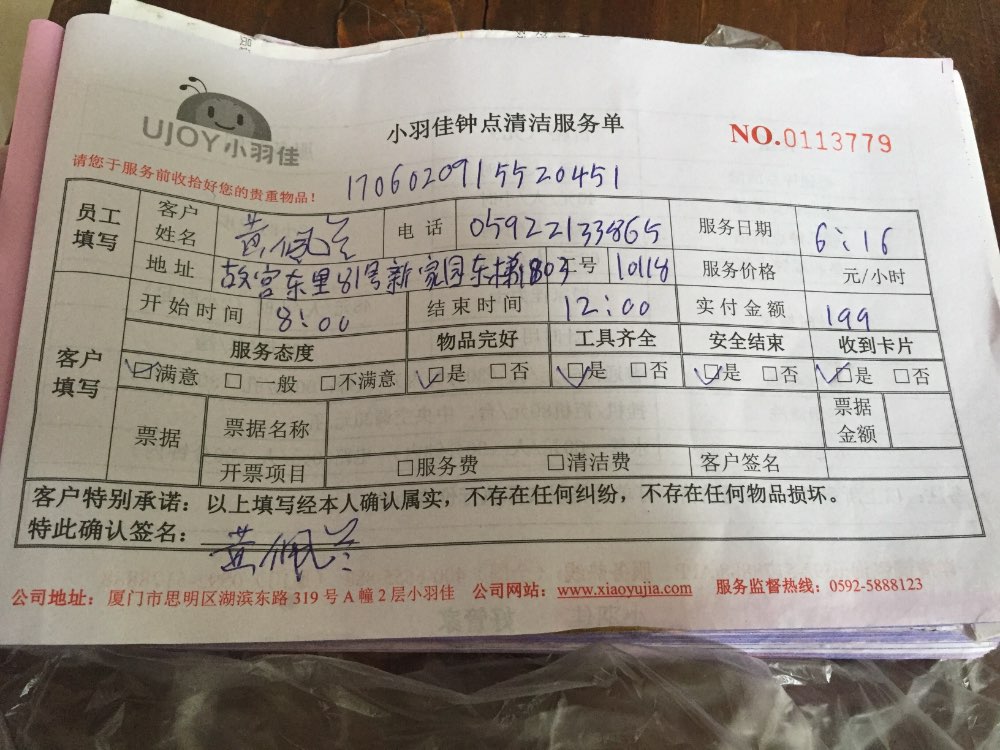 UJOY小羽佳
小羽佳钟点清洁服务单
NO.0113779
请您于服务前收拾好您的贵重物品！
1706020915520451
员工填写 客户姓名 黄佩兰 电话 05922133865 服务日期 6:16
地址 故宫东里81号新家园东梯803 工号 10118 服务价格 元/小时
客户填写 开始时间 8:00 结束时间 12:00 实付金额 199
服务态度 物品完好 工具齐全 安全结束 收到卡片
☑满意 □一般 □不满意 ☑是 □否 ☑是 □否 ☑是 □否 ☑是 □否
票据 票据名称 票据金额
开票项目 □服务费 □清洁费 客户签名
客户特别承诺：以上填写经本人确认属实，不存在任何纠纷，不存在任何物品损坏。
特此确认签名：黄佩兰
公司地址：厦门市思明区湖滨东路319号A幢2层小羽佳 公司网站：www.xiaoyujia.com 服务监督热线：0592-5888123